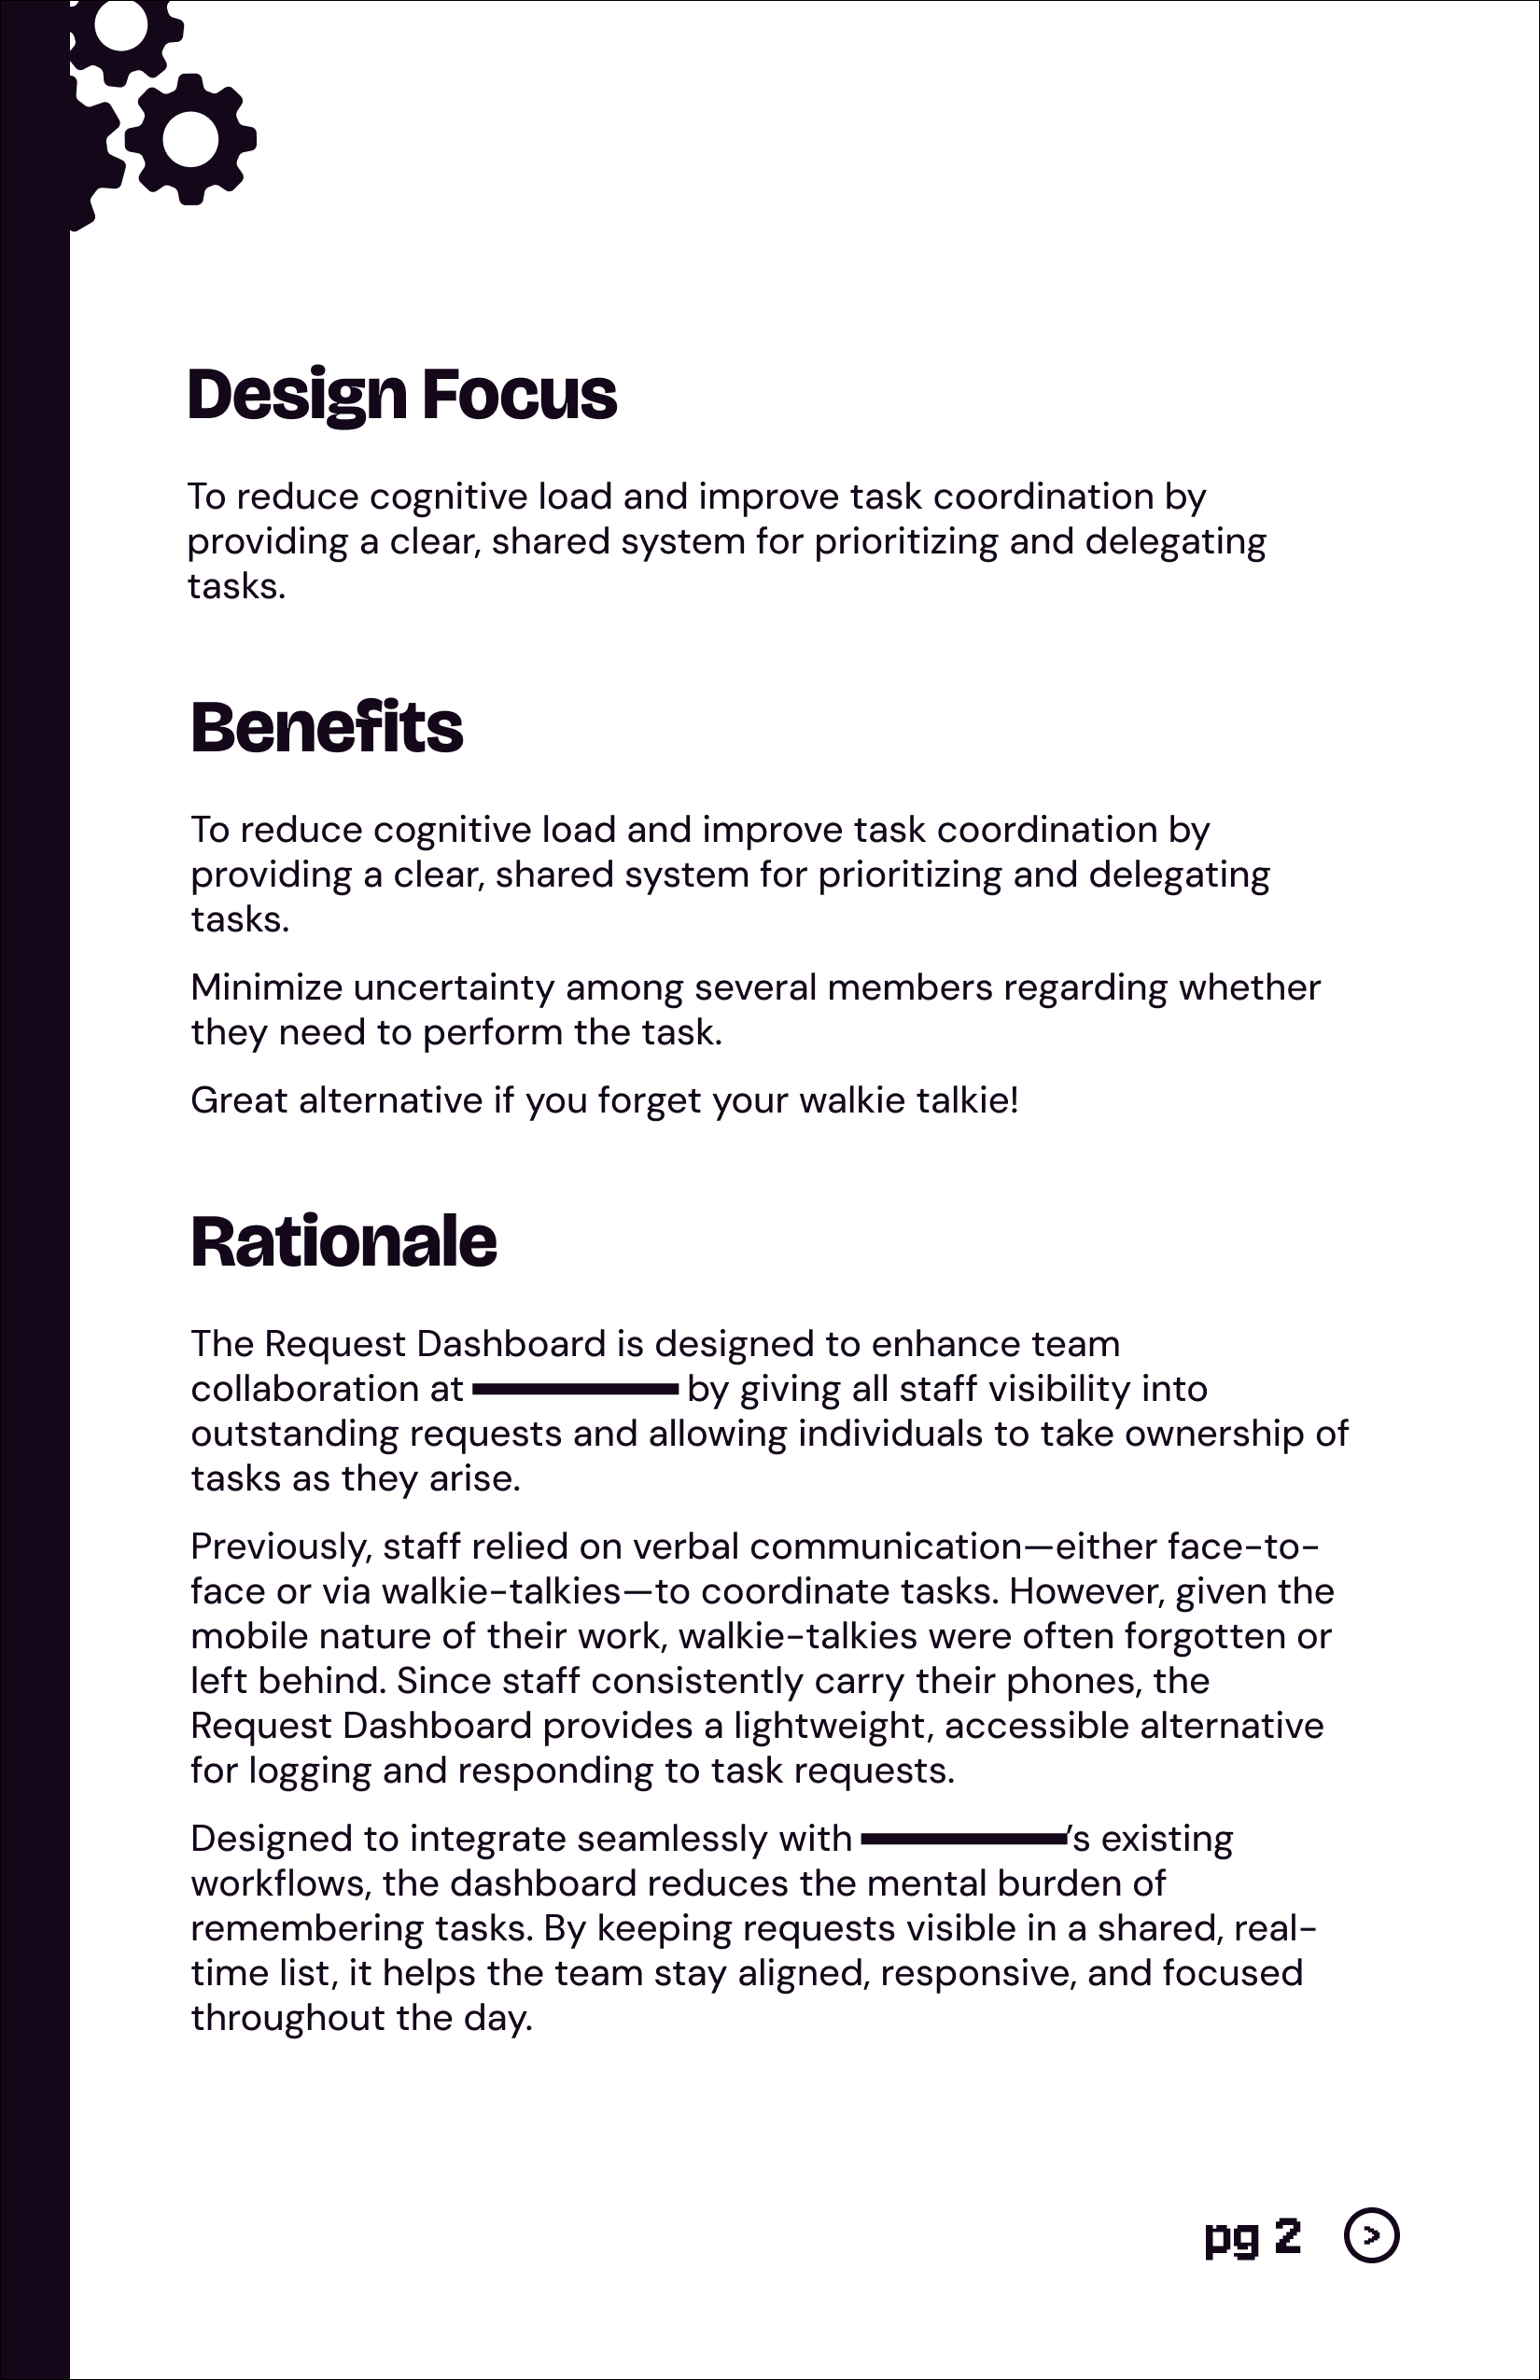 Design Focus
To reduce cognitive load and improve task coordination by
providing a clear, shared system for prioritizing and delegating
tasks.
Benefits
To reduce cognitive load and improve task coordination by
providing a clear, shared system for prioritizing and delegating
tasks.
Minimize uncertainty among several members regarding whether
they need to perform the task.
Great alternative if you forget your walkie talkie!
Rationale
The Request Dashboard is designed to enhance team
collaboration at by giving all staff visibility into
outstanding requests and allowing individuals to take ownership of
tasks as they arise.
Previously, staff relied on verbal communication—either face-to-
face or via walkie-talkies—to coordinate tasks. However, given the
mobile nature of their work, walkie-talkies were often forgotten or
left behind. Since staff consistently carry their phones, the
Request Dashboard provides a lightweight, accessible alternative
for logging and responding to task requests.
Designed to integrate seamlessly with ’s existing
workflows, the dashboard reduces the mental burden of
remembering tasks. By keeping requests visible in a shared, real-
time list, it helps the team stay aligned, responsive, and focused
throughout the day.
pg 2 >